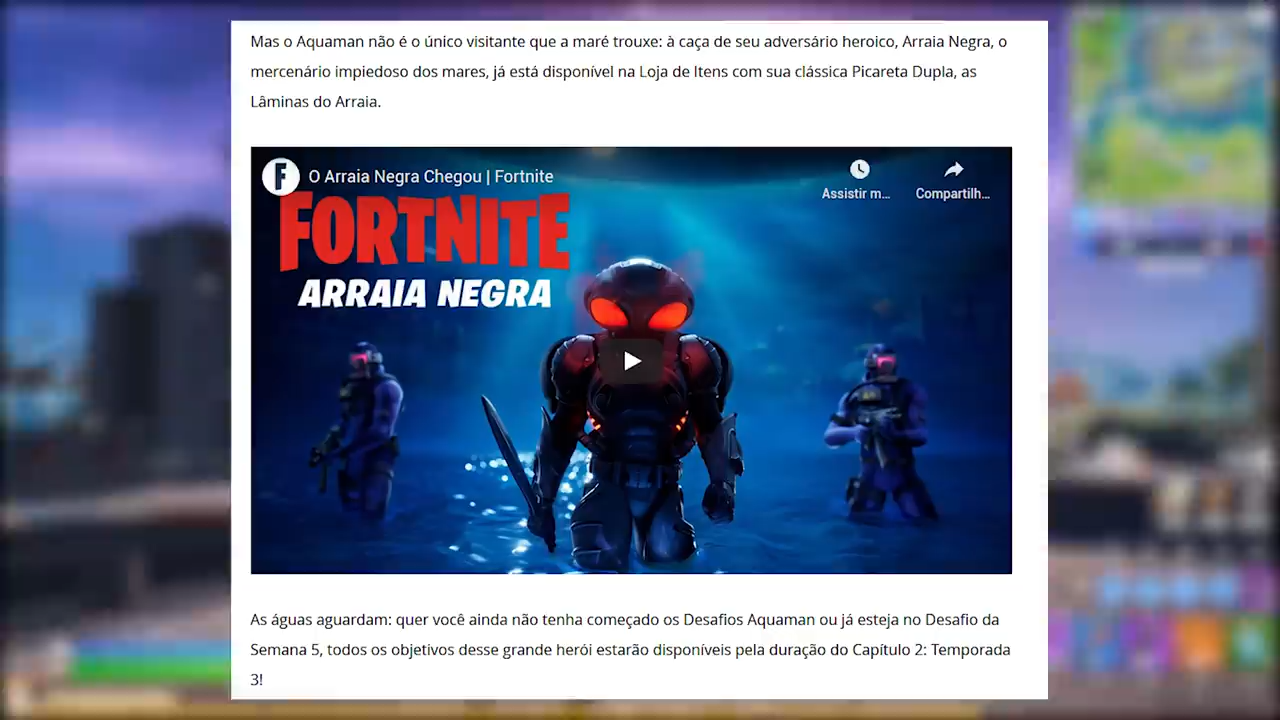 Mas o Aquaman não é o único visitante que a maré trouxe: à caça de seu adversário heroico, Arraia Negra, o
mercenário impiedoso dos mares, já está disponível na Loja de Itens com sua clássica Picareta Dupla, as
Lâminas do Arraia.
O Arraia Negra Chegou | Fortnite
Assistir m...
Compartilh...
FORTNITE
ARRAIA NEGRA
As águas aguardam: quer você ainda não tenha começado os Desafios Aquaman ou já esteja no Desafio da
Semana 5, todos os objetivos desse grande herói estarão disponíveis pela duração do Capítulo 2: Temporada
3!